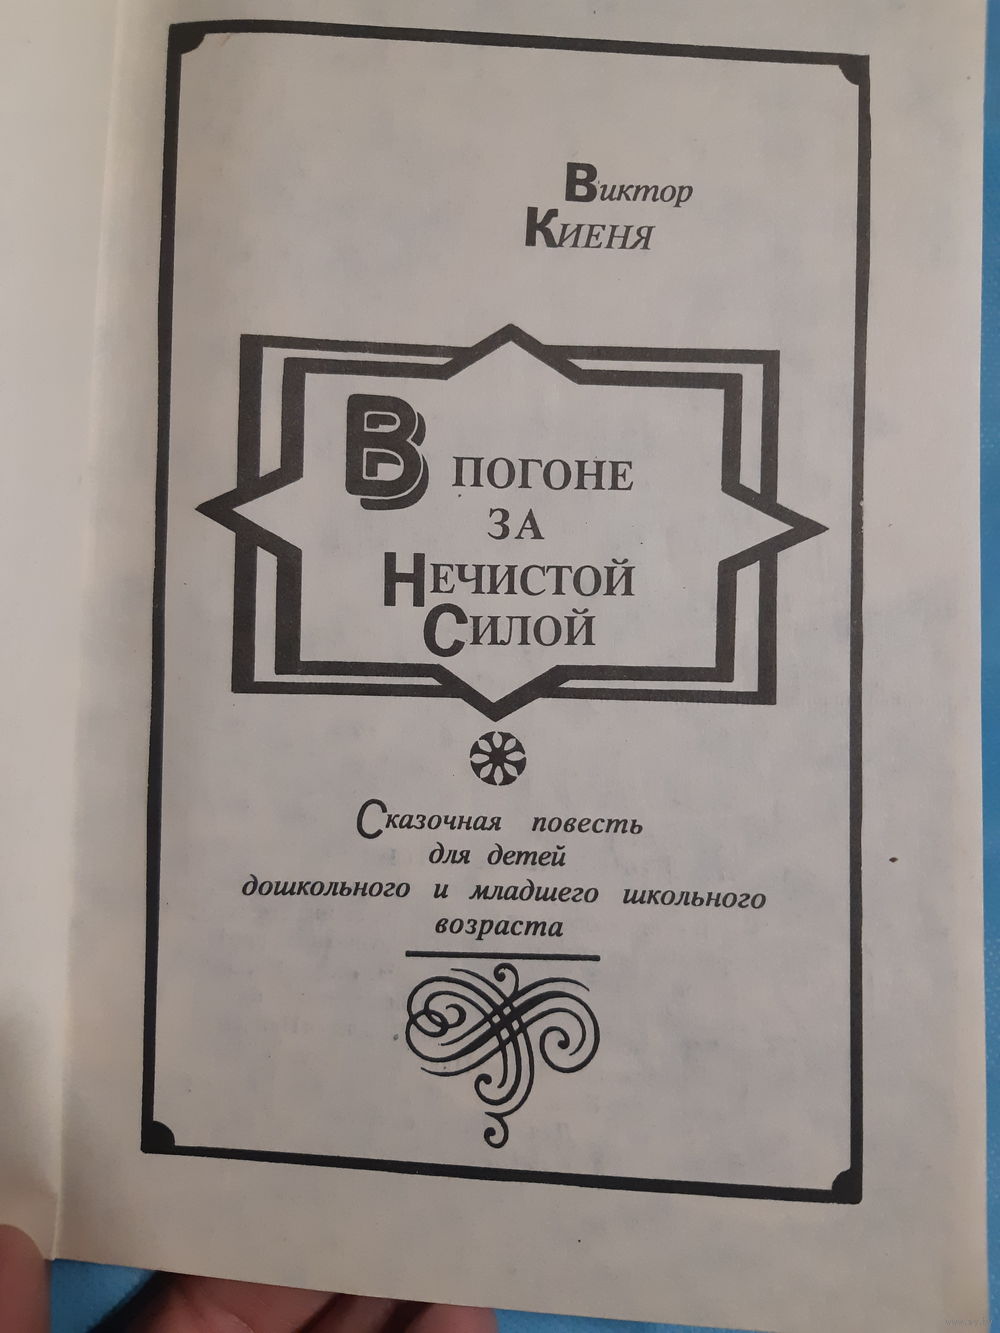 Виктор
Киеня
В ПОГОНЕ
ЗА
НЕЧИСТОЙ
СИЛОЙ
Сказочная повесть
для детей
дошкольного и младшего школьного
возраста